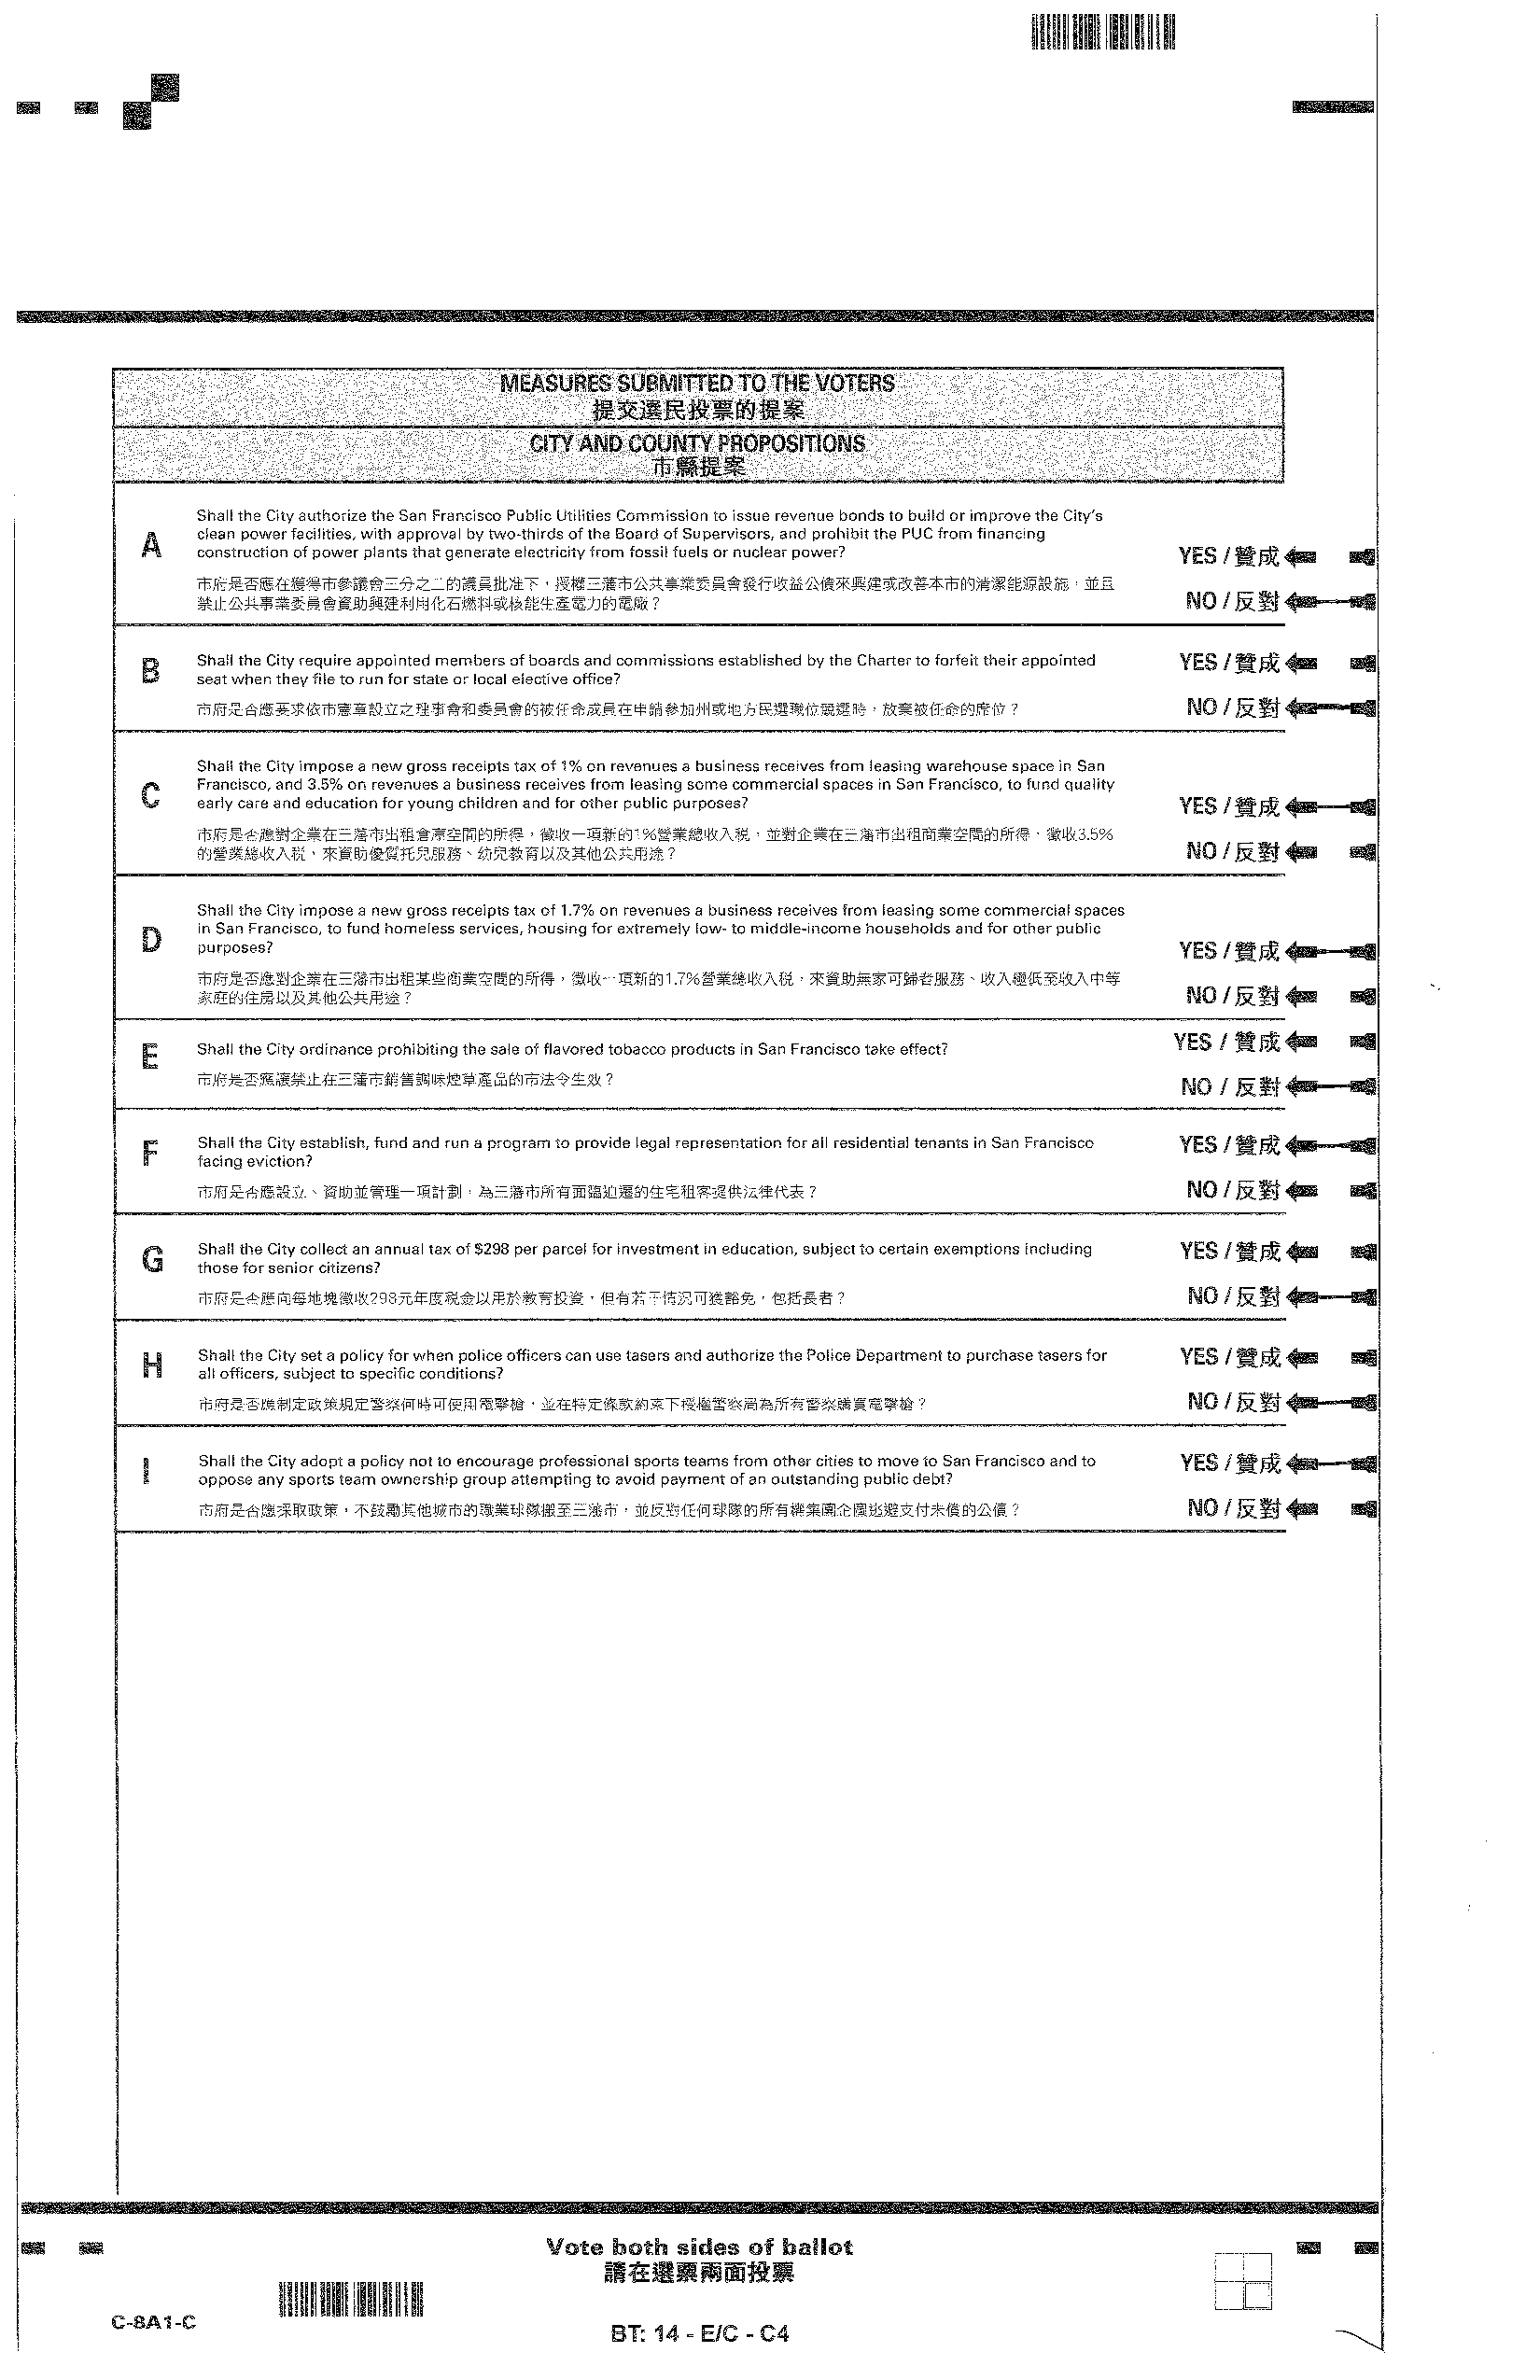 MEASURES SUBMITTED TO THE VOTERS
提交選民投票的提案
CITY AND COUNTY PROPOSITIONS
市縣提案
A
Shall the City authorize the San Francisco Public Utilities Commission to issue revenue bonds to build or improve the City's
clean power facilities, with approval by two-thirds of the Board of Supervisors, and prohibit the PUC from financing
construction of power plants that generate electricity from fossil fuels or nuclear power?
YES / 贊成
市府是否應在獲得市參議會三分之二的議員批准下，授權三藩市公共事業委員會發行收益公債來興建或改善本市的清潔能源設施，並且
禁止公共事業委員會資助興建利用化石燃料或核能生產電力的電廠？
NO / 反對
B
Shall the City require appointed members of boards and commissions established by the Charter to forfeit their appointed
seat when they file to run for state or local elective office?
YES / 贊成
市府是否應要求依市憲章設立之理事會和委員會的被任命成員在申請參加州或地方民選職位競選時，放棄被任命的席位？
NO / 反對
C
Shall the City impose a new gross receipts tax of 1% on revenues a business receives from leasing warehouse space in San
Francisco, and 3.5% on revenues a business receives from leasing some commercial spaces in San Francisco, to fund quality
early care and education for young children and for other public purposes?
YES / 贊成
市府是否應對企業在三藩市出租倉庫空間的所得，徵收一項新的1%營業總收入稅，並對企業在三藩市出租商業空間的所得，徵收3.5%
的營業總收入稅，來資助優質托兒服務、幼兒教育以及其他公共用途？
NO / 反對
D
Shall the City impose a new gross receipts tax of 1.7% on revenues a business receives from leasing some commercial spaces
in San Francisco, to fund homeless services, housing for extremely low- to middle-income households and for other public
purposes?
YES / 贊成
市府是否應對企業在三藩市出租某些商業空間的所得，徵收一項新的1.7%營業總收入稅，來資助無家可歸者服務、收入極低至收入中等
家庭的住房以及其他公共用途？
NO / 反對
E
Shall the City ordinance prohibiting the sale of flavored tobacco products in San Francisco take effect?
YES / 贊成
市府是否應讓禁止在三藩市銷售調味煙草產品的市法令生效？
NO / 反對
F
Shall the City establish, fund and run a program to provide legal representation for all residential tenants in San Francisco
facing eviction?
YES / 贊成
市府是否應設立、資助並管理一項計劃，為三藩市所有面臨迫遷的住宅租客提供法律代表？
NO / 反對
G
Shall the City collect an annual tax of $298 per parcel for investment in education, subject to certain exemptions including
those for senior citizens?
YES / 贊成
市府是否應向每地塊徵收298元年度稅金以用於教育投資，但有若干情況可獲豁免，包括長者？
NO / 反對
H
Shall the City set a policy for when police officers can use tasers and authorize the Police Department to purchase tasers for
all officers, subject to specific conditions?
YES / 贊成
市府是否應制定政策規定警察何時可使用電擊槍，並在特定條款約束下授權警察局為所有警察購買電擊槍？
NO / 反對
I
Shall the City adopt a policy not to encourage professional sports teams from other cities to move to San Francisco and to
oppose any sports team ownership group attempting to avoid payment of an outstanding public debt?
YES / 贊成
市府是否應採取政策，不鼓勵其他城市的職業球隊搬至三藩市，並反對任何球隊的所有權集團企圖逃避支付未償的公債？
NO / 反對
Vote both sides of ballot
請在選票兩面投票
C-8A1-C
BT: 14 - E/C - C4